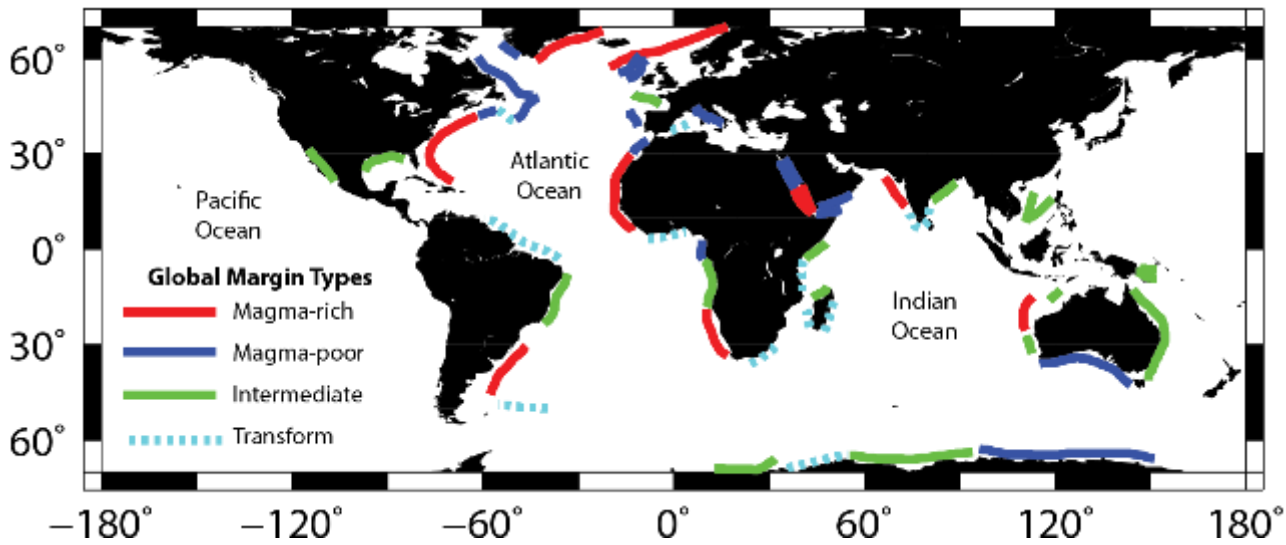 60°
30°
0°
30°
60°
Atlantic
Ocean
Pacific
Ocean
Indian
Ocean
Global Margin Types
Magma-rich
Magma-poor
Intermediate
Transform
−180° −120° −60° 0° 60° 120° 180°